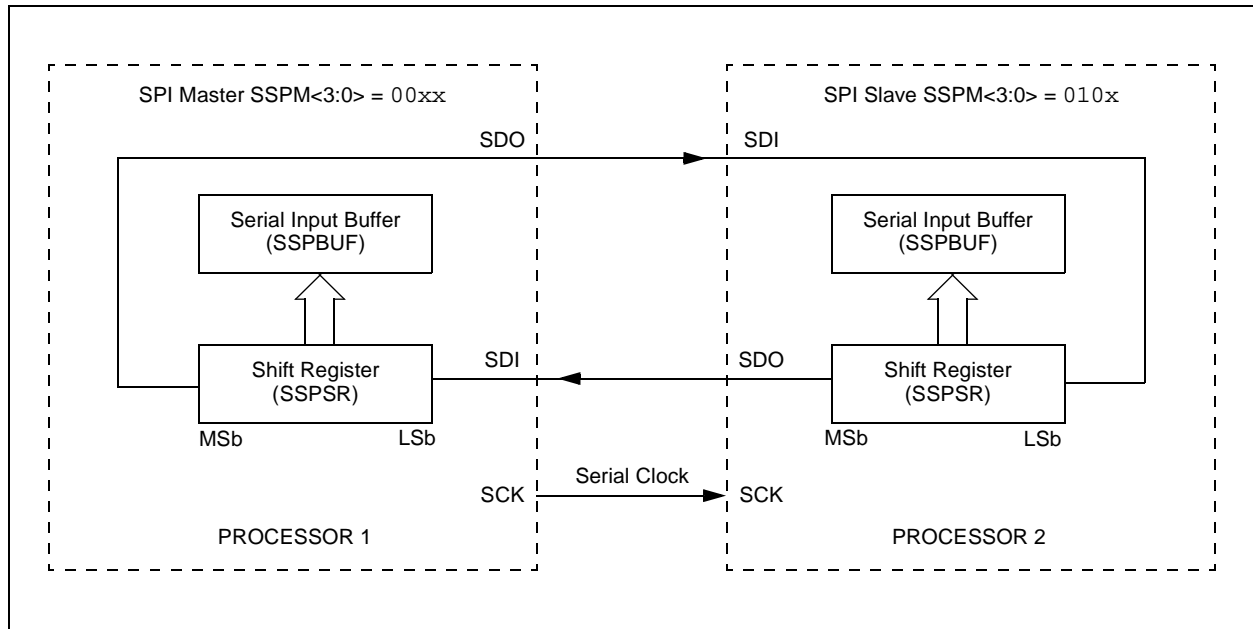 SPI Master SSPM<3:0> = 00xx
SPI Slave SSPM<3:0> = 010x
SDO
SDI
Serial Input Buffer
(SSPBUF)
Serial Input Buffer
(SSPBUF)
SDI
SDO
Shift Register
(SSPSR)
Shift Register
(SSPSR)
MSb
LSb
MSb
LSb
Serial Clock
SCK
SCK
PROCESSOR 1
PROCESSOR 2